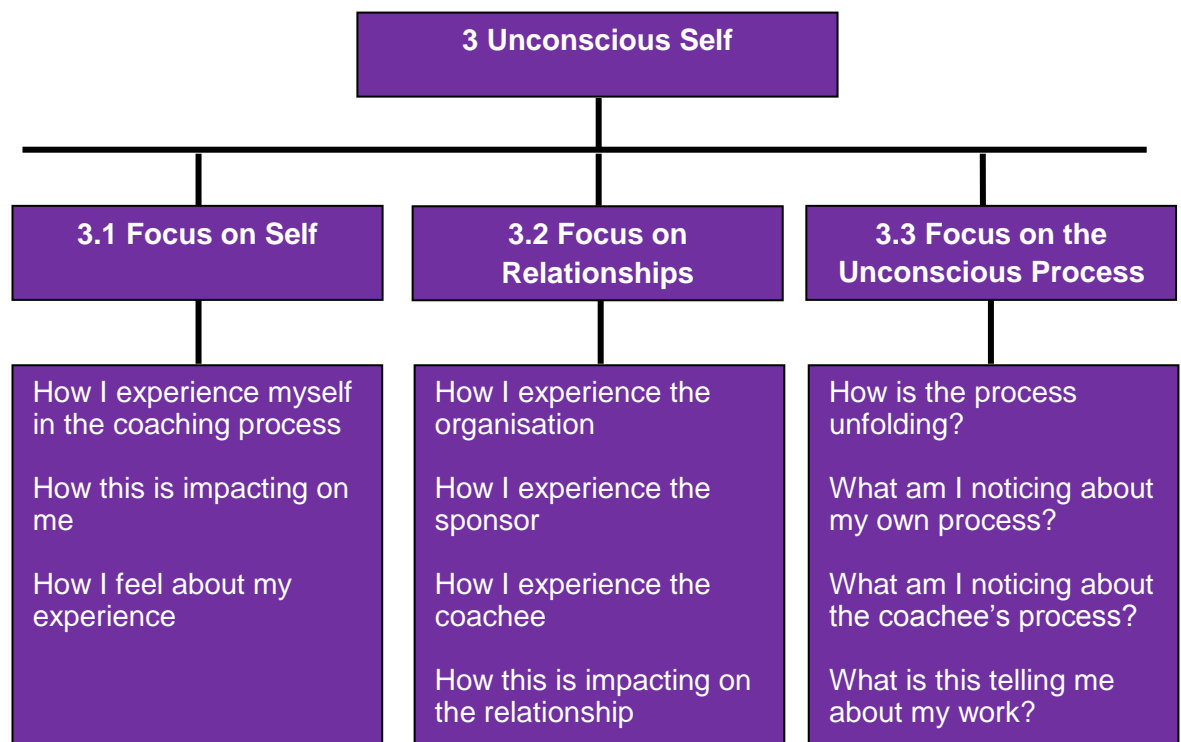 3 Unconscious Self
3.1 Focus on Self
3.2 Focus on
Relationships
3.3 Focus on the
Unconscious Process
How I experience myself
in the coaching process
How this is impacting on
me
How I feel about my
experience
How I experience the
organisation
How I experience the
sponsor
How I experience the
coachee
How this is impacting on
the relationship
How is the process
unfolding?
What am I noticing about
my own process?
What am I noticing about
the coachee’s process?
What is this telling me
about my work?